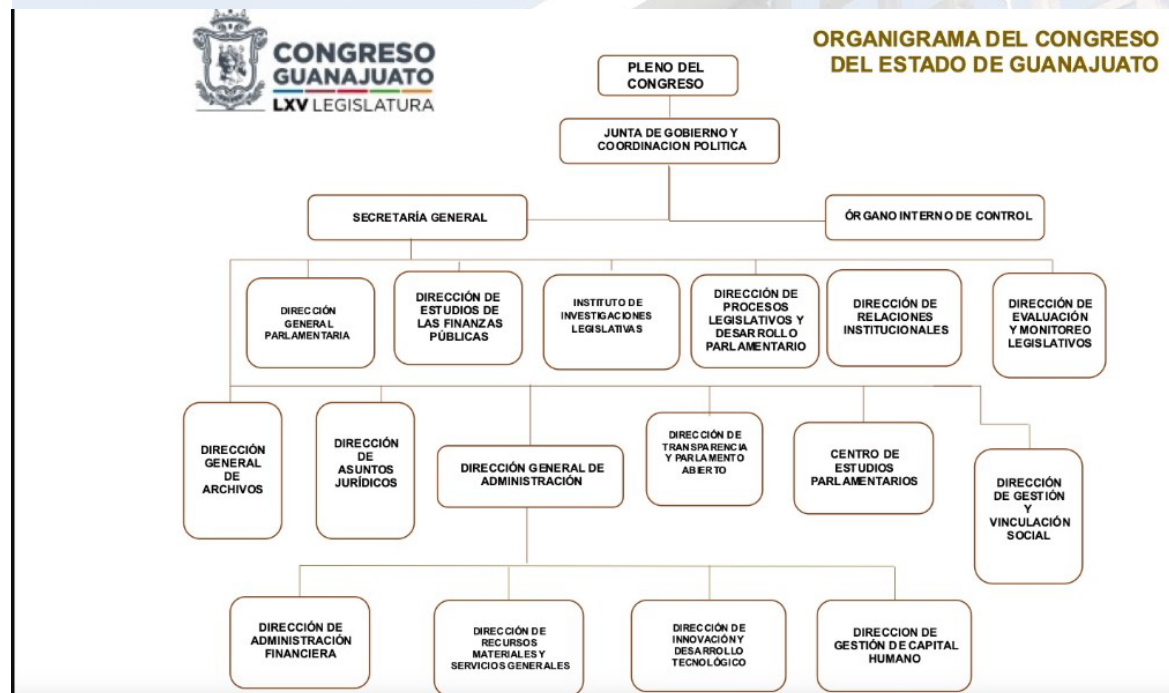 CONGRESO
GUANAJUATO
LXV LEGISLATURA
ORGANIGRAMA DEL CONGRESO
DEL ESTADO DE GUANAJUATO
PLENO DEL
CONGRESO
JUNTA DE GOBIERNO Y
COORDINACION POLITICA
SECRETARÍA GENERAL
ÓRGANO INTERNO DE CONTROL
DIRECCIÓN
GENERAL
PARLAMENTARIA
DIRECCIÓN DE
ESTUDIOS DE
LAS FINANZAS
PÚBLICAS
INSTITUTO DE
INVESTIGACIONES
LEGISLATIVAS
DIRECCIÓN DE
PROCESOS
LEGISLATIVOS Y
DESARROLLO
PARLAMENTARIO
DIRECCIÓN DE
RELACIONES
INSTITUCIONALES
DIRECCIÓN DE
EVALUACIÓN
Y MONITOREO
LEGISLATIVOS
DIRECCIÓN
GENERAL
DE
ARCHIVOS
DIRECCIÓN
DE
ASUNTOS
JURÍDICOS
DIRECCIÓN GENERAL DE
ADMINISTRACIÓN
DIRECCIÓN DE
TRANSPARENCIA
Y PARLAMENTO
ABIERTO
CENTRO DE
ESTUDIOS
PARLAMENTARIOS
DIRECCIÓN
DE GESTIÓN
Y
VINCULACIÓN
SOCIAL
DIRECCIÓN DE
ADMINISTRACIÓN
FINANCIERA
DIRECCIÓN DE
RECURSOS
MATERIALES Y
SERVICIOS GENERALES
DIRECCIÓN DE
INNOVACIÓN Y
DESARROLLO
TECNOLÓGICO
DIRECCION DE
GESTIÓN DE CAPITAL
HUMANO